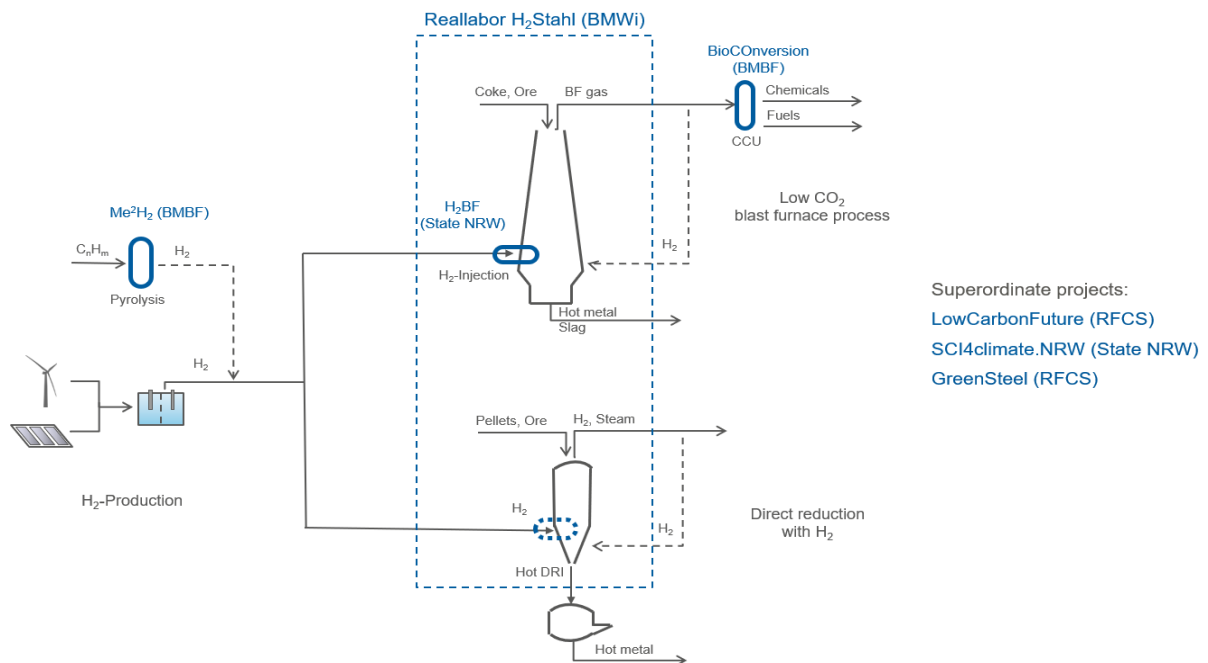 Reallabor H₂Stahl (BMWi)
BioCOnversion
(BMBF)
Coke, Ore
BF gas
Chemicals
Fuels
CCU
Low CO₂
blast furnace process
H₂BF
(State NRW)
Me²H₂ (BMBF)
CₙHₘ
H₂
Pyrolysis
H₂
H₂-Injection
Hot metal
Slag
Superordinate projects:
LowCarbonFuture (RFCS)
SCI4climate.NRW (State NRW)
GreenSteel (RFCS)
H₂
Pellets, Ore
H₂, Steam
H₂-Production
H₂
H₂
Direct reduction
with H₂
Hot DRI
Hot metal